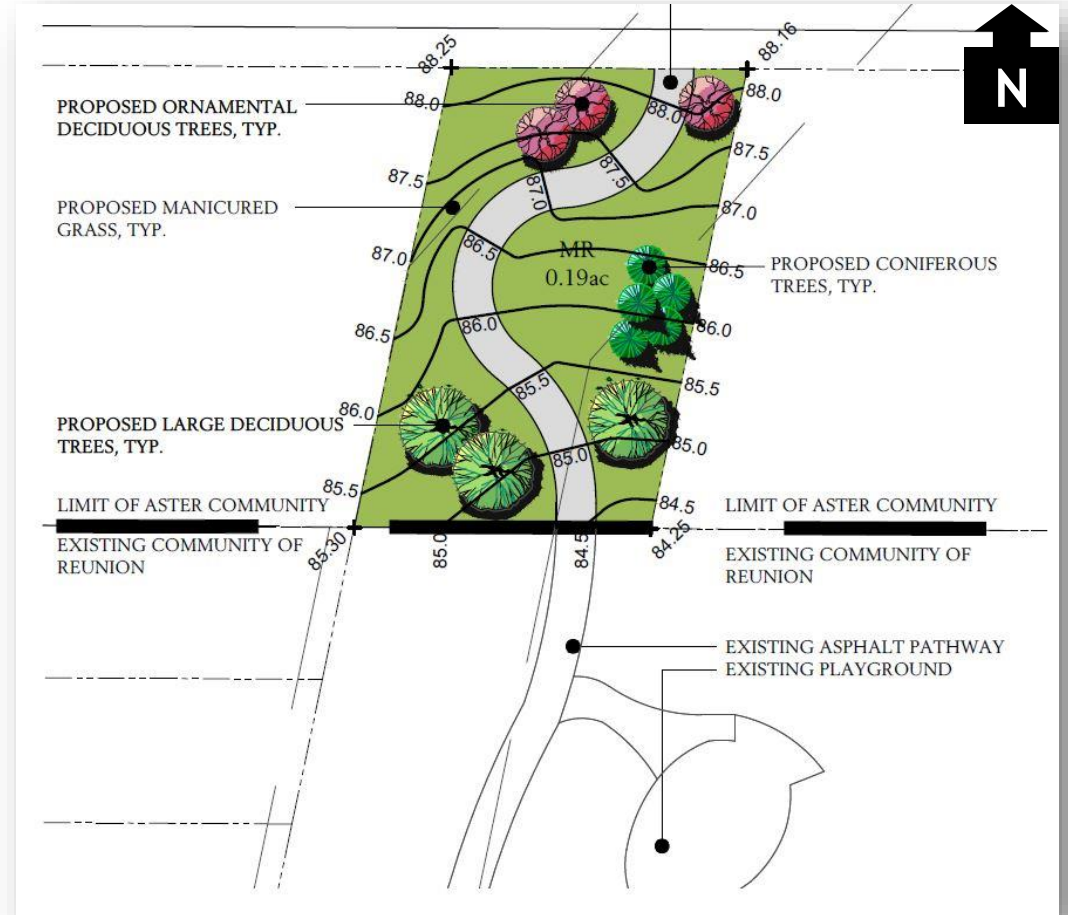 88.25
88.16
N
PROPOSED ORNAMENTAL
DECIDUOUS TREES, TYP.
88.0
88.0
88.0
87.5
87.5
87.5
PROPOSED MANICURED
GRASS, TYP.
87.0
87.0
87.0
86.5
MR
0.19ac
86.5
PROPOSED CONIFEROUS
TREES, TYP.
86.5
86.0
86.0
85.5
85.5
86.0
PROPOSED LARGE DECIDUOUS
TREES, TYP.
85.0
85.0
85.5
LIMIT OF ASTER COMMUNITY
84.5
LIMIT OF ASTER COMMUNITY
EXISTING COMMUNITY OF
REUNION
85.30
85.0
84.5
84.25
EXISTING COMMUNITY OF
REUNION
EXISTING ASPHALT PATHWAY
EXISTING PLAYGROUND